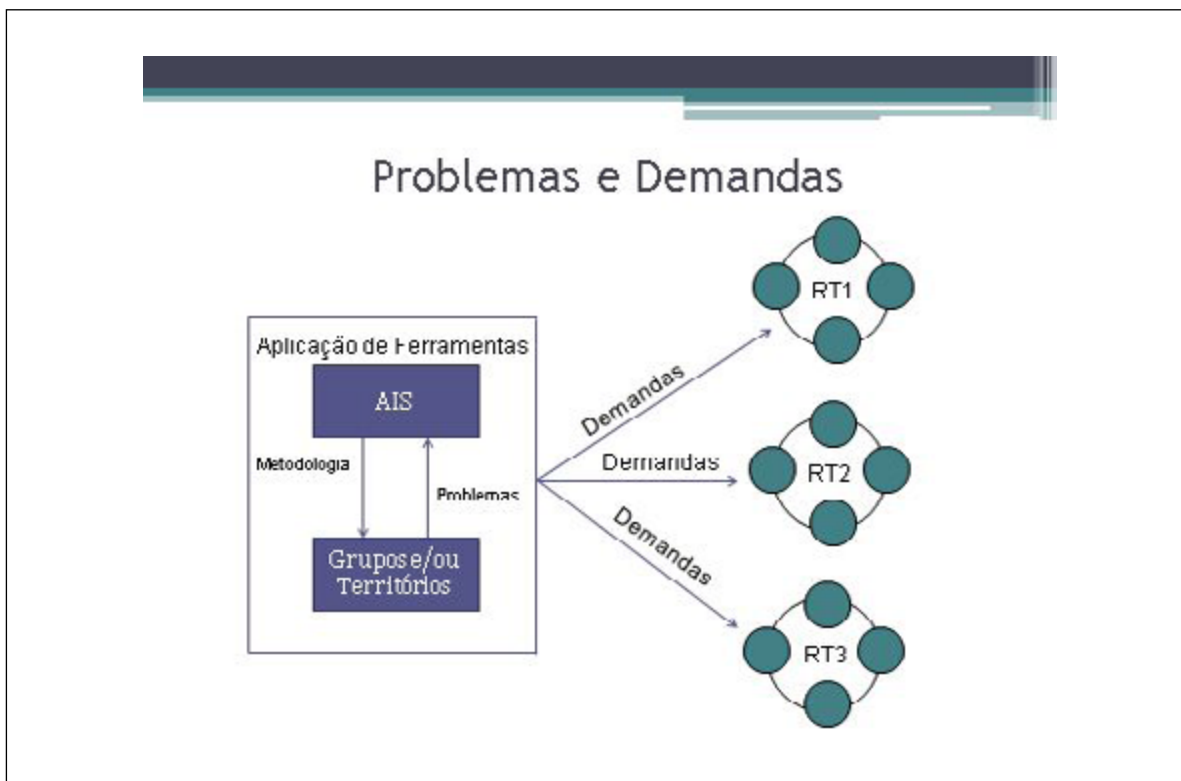 Problemas e Demandas
Aplicação de Ferramentas
AIS
Metodologia
Problemas
Grupos e/ou
Territórios
Demandas
Demandas
Demandas
RT1
RT2
RT3